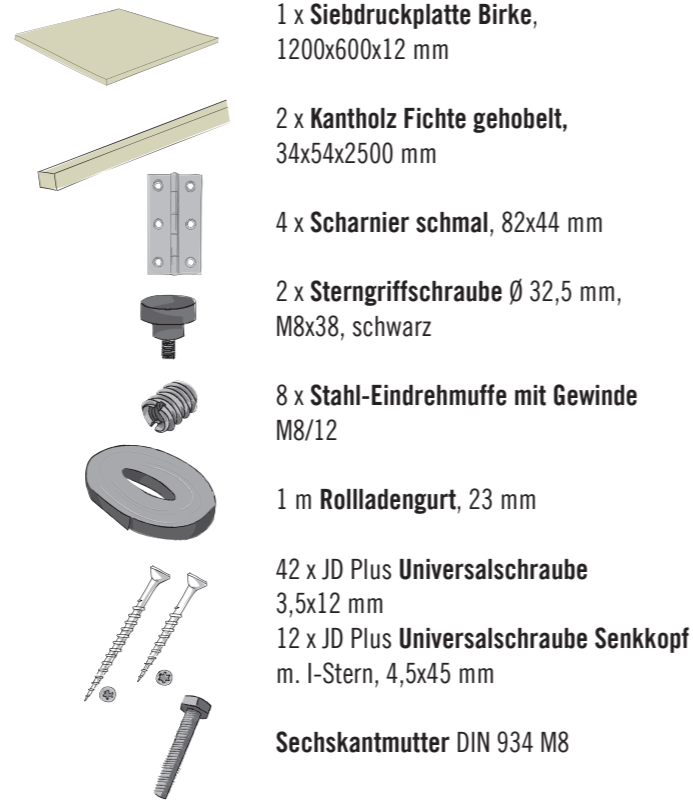 1 x Siebdruckplatte Birke,
1200x600x12 mm
2 x Kantholz Fichte gehobelt,
34x54x2500 mm
4 x Scharnier schmal, 82x44 mm
2 x Sterngriffschraube Ø 32,5 mm,
M8x38, schwarz
8 x Stahl-Eindrehmuffe mit Gewinde
M8/12
1 m Rollladengurt, 23 mm
42 x JD Plus Universalschraube
3,5x12 mm
12 x JD Plus Universalschraube Senkkopf
m. I-Stern, 4,5x45 mm
Sechskantmutter DIN 934 M8